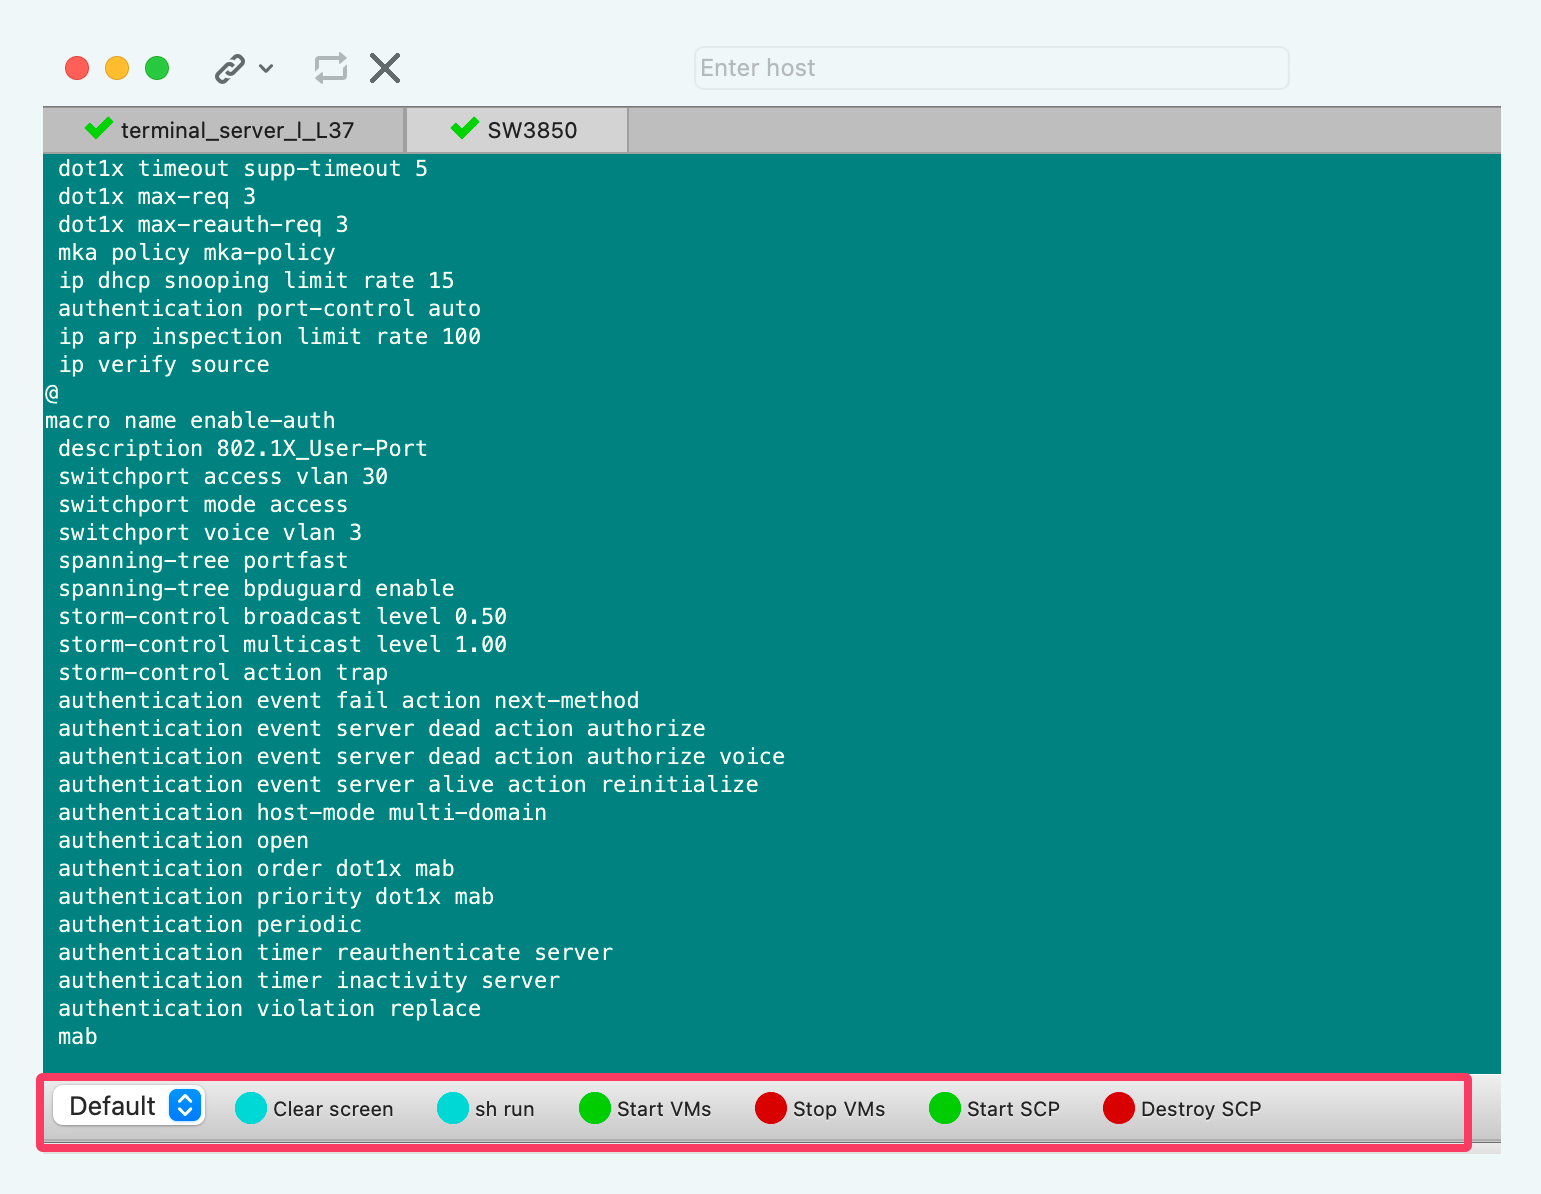 Enter host
terminal_server_l_L37 SW3850
dot1x timeout supp-timeout 5
dot1x max-req 3
dot1x max-reauth-req 3
mka policy mka-policy
ip dhcp snooping limit rate 15
authentication port-control auto
ip arp inspection limit rate 100
ip verify source
@
macro name enable-auth
description 802.1X_User-Port
switchport access vlan 30
switchport mode access
switchport voice vlan 3
spanning-tree portfast
spanning-tree bpduguard enable
storm-control broadcast level 0.50
storm-control multicast level 1.00
storm-control action trap
authentication event fail action next-method
authentication event server dead action authorize
authentication event server dead action authorize voice
authentication event server alive action reinitialize
authentication host-mode multi-domain
authentication open
authentication order dot1x mab
authentication priority dot1x mab
authentication periodic
authentication timer reauthenticate server
authentication timer inactivity server
authentication violation replace
mab
Default Clear screen sh run Start VMs Stop VMs Start SCP Destroy SCP